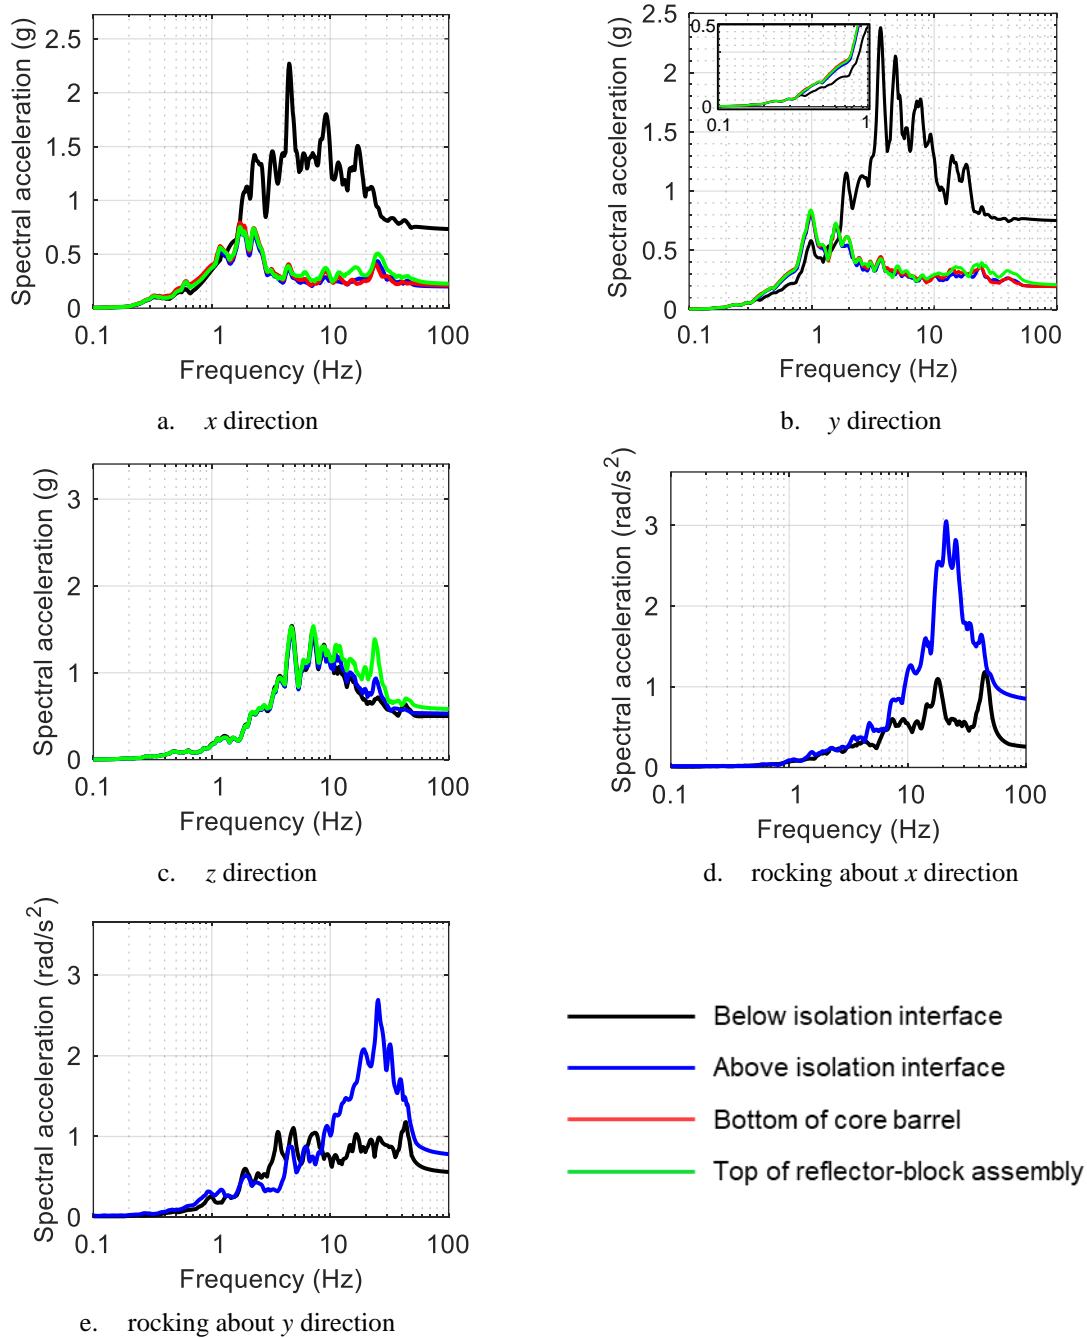 2.5
2
1.5
1
0.5
0
0.1
1
10
100
Spectral acceleration (g)
Frequency (Hz)
a. x direction
2.5
2
1.5
1
0.5
0
0.5
0
0.1
1
0.1
1
10
100
Spectral acceleration (g)
Frequency (Hz)
b. y direction
3
2
1
0
0.1
1
10
100
Spectral acceleration (g)
Frequency (Hz)
c. z direction
3
2
1
0
0.1
1
10
100
Spectral acceleration (rad/s²)
Frequency (Hz)
d. rocking about x direction
3
2
1
0
0.1
1
10
100
Spectral acceleration (rad/s²)
Frequency (Hz)
e. rocking about y direction
Below isolation interface
Above isolation interface
Bottom of core barrel
Top of reflector-block assembly